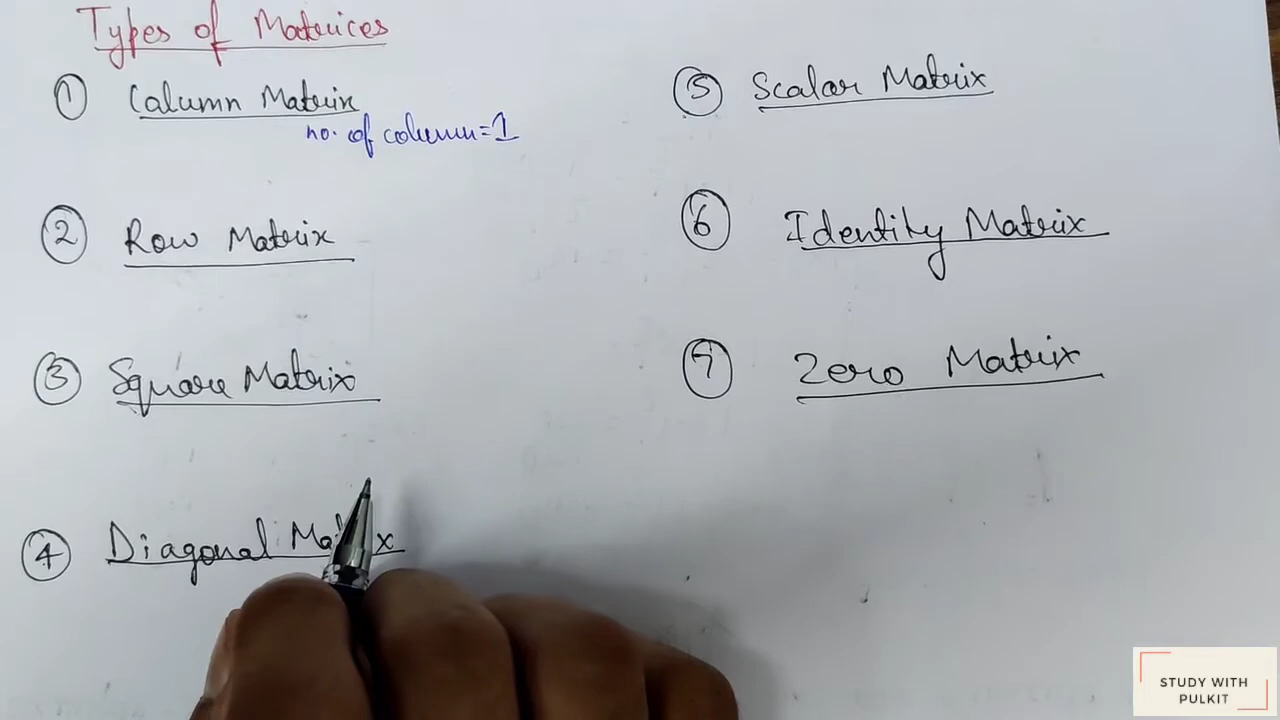 Types of Matrices
1 Column Matrix
no. of column=1
2 Row Matrix
3 Square Matrix
4 Diagonal Matrix
5 Scalar Matrix
6 Identity Matrix
7 Zero Matrix
STUDY WITH
PULKIT